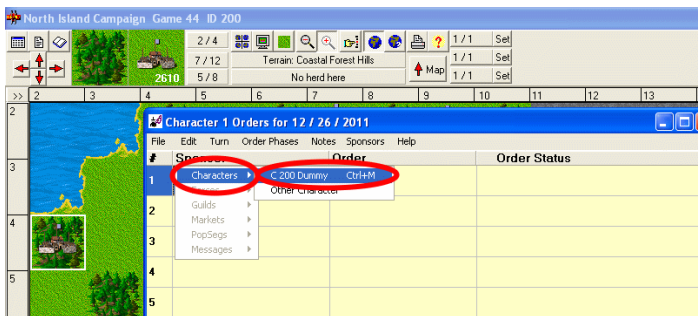 North Island Campaign Game 44 ID 200
2 / 4
1 / 1 Set
7 / 12
Terrain: Coastal Forest Hills
Map
1 / 1 Set
2610
5 / 8
No herd here
1 / 1 Set
>> 2 3 4 5 6 7 8 9 10 11 12 13
2
Character 1 Orders for 12 / 26 / 2011
File Edit Turn Order Phases Notes Sponsors Help
# Sponsor Order Order Status
3
1
Characters
C 200 Dummy Ctrl+M
Other Character
2
Guilds
4
Markets
3
PopSegs
Messages
4
5
5